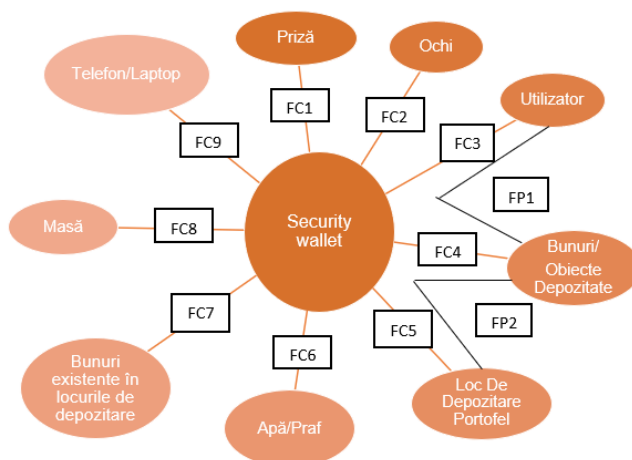 Priză
Ochi
Telefon/Laptop
Utilizator
FC1
FC2
FC9
FC3
FP1
Masă
FC8
Security
wallet
FC4
Bunuri/
Obiecte
Depozitate
FC7
FC5
FP2
FC6
Bunuri
existente în
locurile de
depozitare
Loc De
Depozitare
Portofel
Apă/Praf